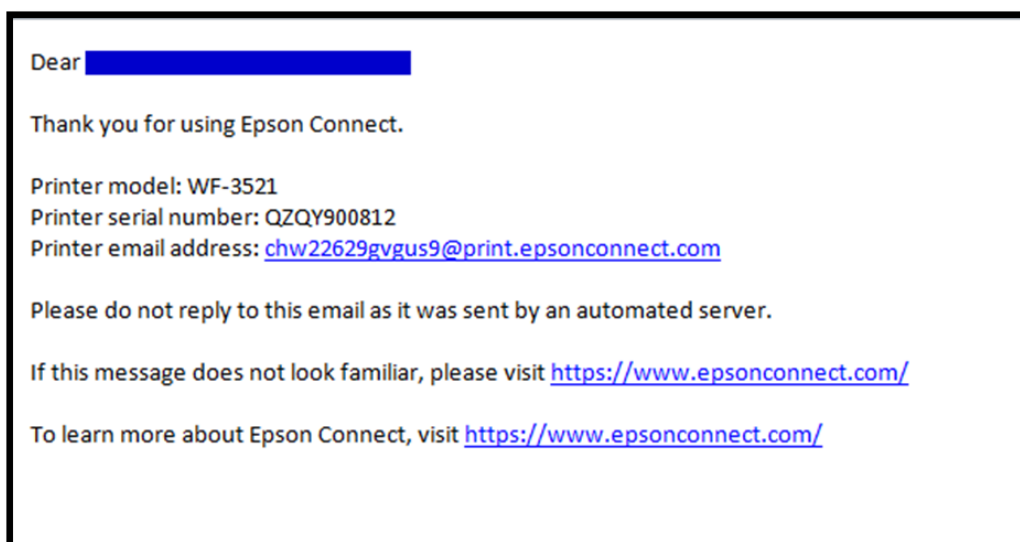 Dear
Thank you for using Epson Connect.
Printer model: WF-3521
Printer serial number: QZQY900812
Printer email address: chw22629gvgus9@print.epsonconnect.com
Please do not reply to this email as it was sent by an automated server.
If this message does not look familiar, please visit https://www.epsonconnect.com/
To learn more about Epson Connect, visit https://www.epsonconnect.com/